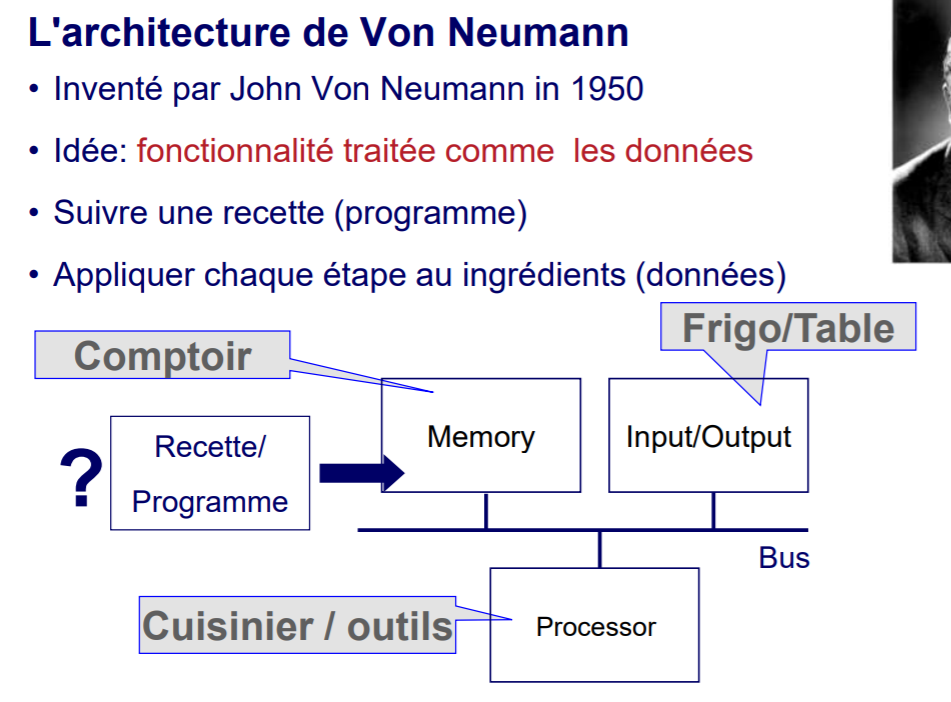 L'architecture de Von Neumann
• Inventé par John Von Neumann in 1950
• Idée: fonctionnalité traitée comme les données
• Suivre une recette (programme)
• Appliquer chaque étape au ingrédients (données)
Frigo/Table
Comptoir
Memory
Input/Output
?
Recette/
Programme
Bus
Cuisinier / outils
Processor